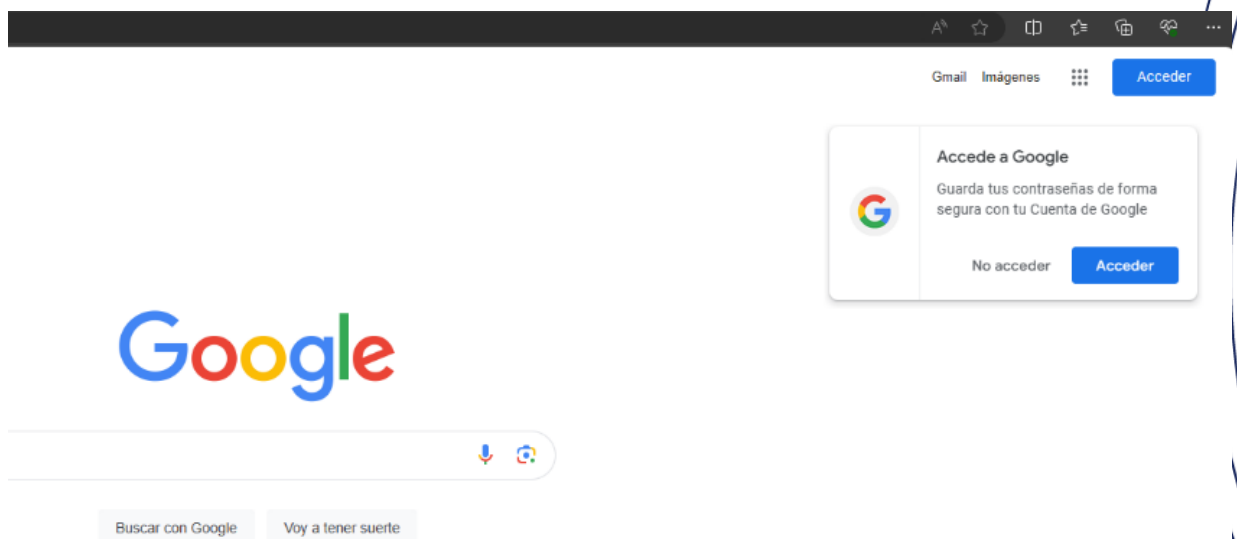 Gmail Imágenes Acceder
Accede a Google
Guarda tus contraseñas de forma
segura con tu Cuenta de Google
No acceder Acceder
Google
Buscar con Google Voy a tener suerte